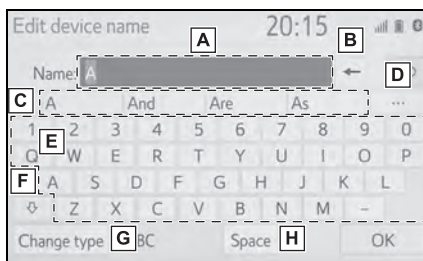 Edit device name A 20:15 B
Name: A ← D
C A And Are As ...
1 E 2 3 4 5 6 7 8 9 0
Q W E R T Y U I O P
F A S D F G H J K L
Z X C V B N M -
Change type G BC Space H OK